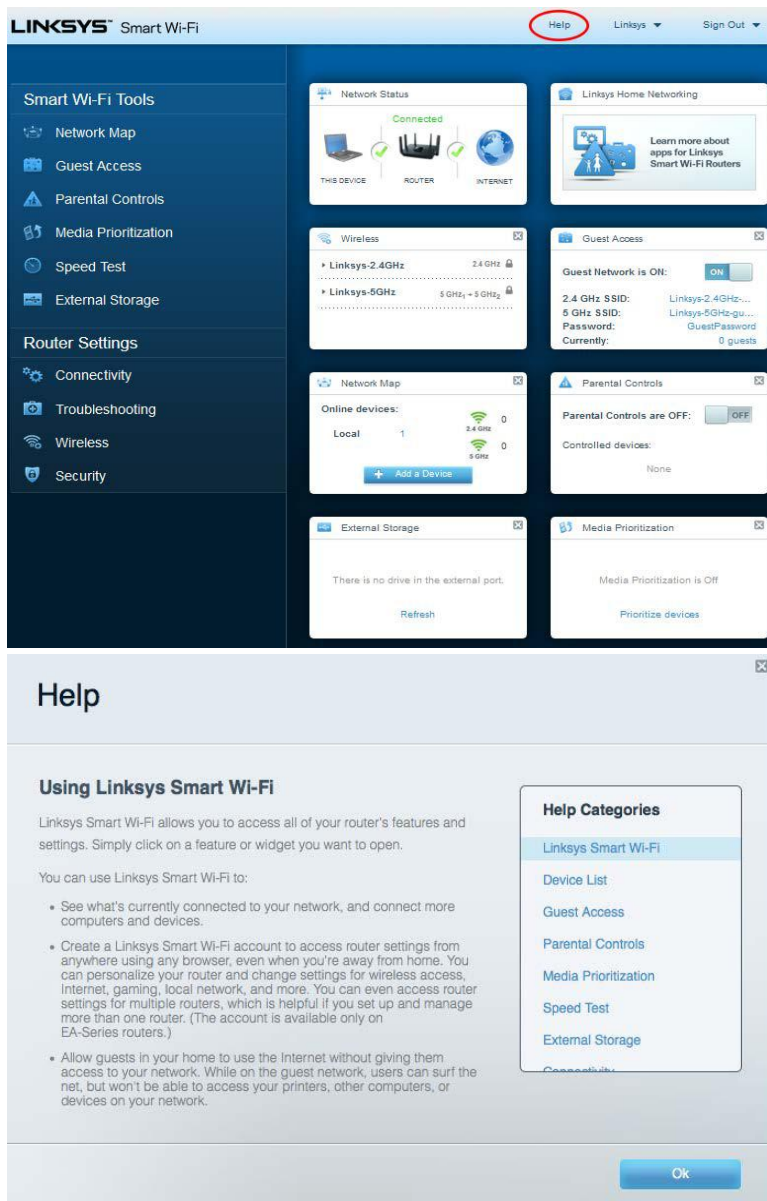 LINKSYS™ Smart Wi-Fi
Help
Linksys
Sign Out
Smart Wi-Fi Tools
Network Map
Guest Access
Parental Controls
Media Prioritization
Speed Test
External Storage
Router Settings
Connectivity
Troubleshooting
Wireless
Security
Network Status
Connected
THIS DEVICE ROUTER INTERNET
Linksys Home Networking
Learn more about
apps for Linksys
Smart Wi-Fi Routers
Wireless
Linksys-2.4GHz 2.4 GHz
Linksys-5GHz 5 GHz1 + 5 GHz2
Guest Access
Guest Network is ON: ON
2.4 GHz SSID: Linksys-2.4GHz-...
5 GHz SSID: Linksys-5GHz-gu...
Password: GuestPassword
Currently: 0 guests
Network Map
Online devices:
Local 1
0
2.4 GHz
0
5 GHz
+ Add a Device
Parental Controls
Parental Controls are OFF: OFF
Controlled devices:
None
External Storage
There is no drive in the external port.
Refresh
Media Prioritization
Media Prioritization is Off
Prioritize devices
Help
Using Linksys Smart Wi-Fi
Linksys Smart Wi-Fi allows you to access all of your router's features and
settings. Simply click on a feature or widget you want to open.
You can use Linksys Smart Wi-Fi to:
• See what's currently connected to your network, and connect more
computers and devices.
• Create a Linksys Smart Wi-Fi account to access router settings from
anywhere using any browser, even when you're away from home. You
can personalize your router and change settings for wireless access,
Internet, gaming, local network, and more. You can even access router
settings for multiple routers, which is helpful if you set up and manage
more than one router. (The account is available only on
EA-Series routers.)
• Allow guests in your home to use the Internet without giving them
access to your network. While on the guest network, users can surf the
net, but won't be able to access your printers, other computers, or
devices on your network.
Help Categories
Linksys Smart Wi-Fi
Device List
Guest Access
Parental Controls
Media Prioritization
Speed Test
External Storage
Connectivity
Ok